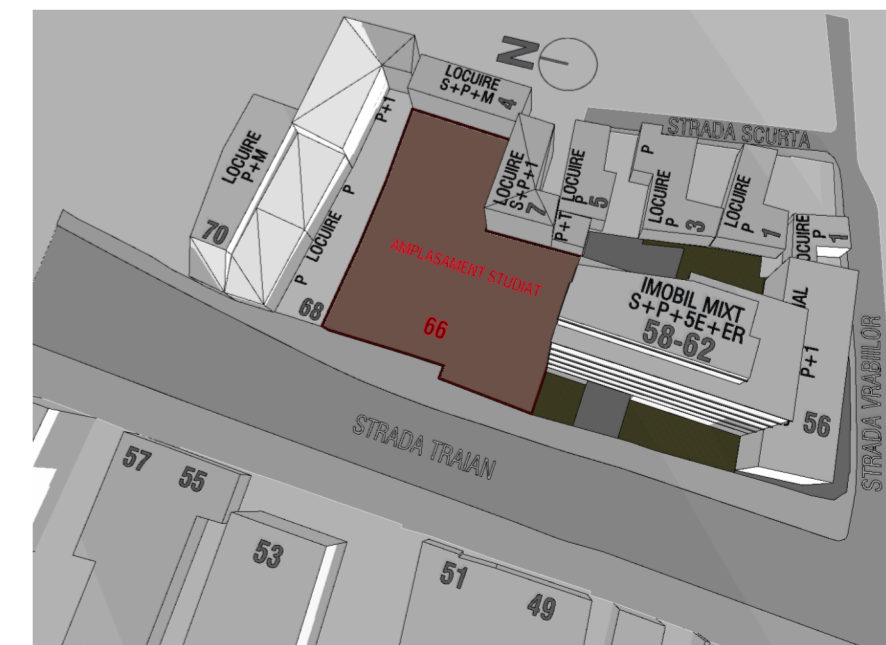 N
LOCUIRE
S+P+M
4
P+1
LOCUIRE
P+M
70
P LOCUIRE P
68
STRADA SCURTA
LOCUIRE
S+P+1
7
P+T
LOCUIRE
P
5
P
LOCUIRE
P
3
LOCUIRE
P
1
P
1
AMPLASAMENT STUDIAT
66
IMOBIL MIXT
S+P+5E+ER
58-62
P+1
56
STRADA VRABIILOR
STRADA TRAIAN
57
55
53
51
49